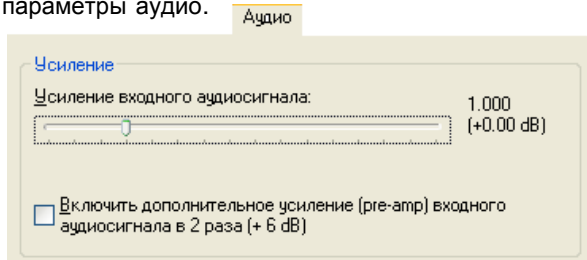 параметры аудио.
Аудио
Усиление
Усиление входного аудиосигнала:
1.000
(+0.00 dB)
Включить дополнительное усиление (pre-amp) входного
аудиосигнала в 2 раза (+ 6 dB)